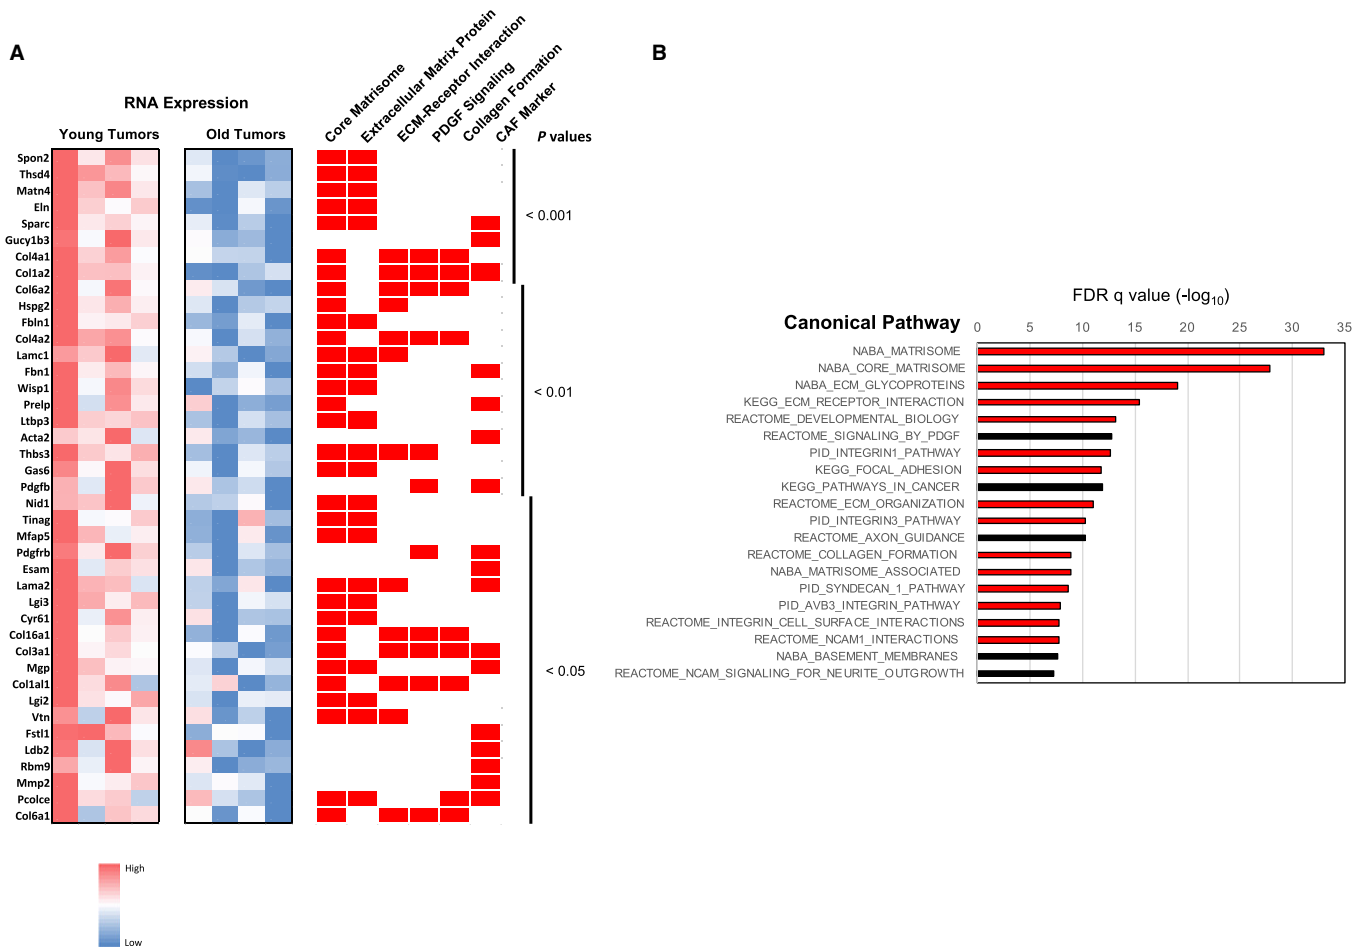 A
B
RNA Expression
Young Tumors
Old Tumors
Core Matrisome
Extracellular Matrix Protein
ECM-Receptor Interaction
PDGF Signaling
Collagen Formation
CAF Marker
P values
Spon2
Thsd4
Matn4
Eln
Sparc
Gucy1b3
Col4a1
Col1a2
Col6a2
Hspg2
Fbln1
Col4a2
Lamc1
Fbn1
Wisp1
Prelp
Ltbp3
Acta2
Thbs3
Gas6
Pdgfb
Nid1
Tinag
Mfap5
Pdgfrb
Esam
Lama2
Lgi3
Cyr61
Col16a1
Col3a1
Mgp
Col1al1
Lgi2
Vtn
Fstl1
Ldb2
Rbm9
Mmp2
Pcolce
Col6a1
< 0.001
< 0.01
< 0.05
High
Low
FDR q value (-log10)
Canonical Pathway
0 5 10 15 20 25 30 35
NABA_MATRISOME
NABA_CORE_MATRISOME
NABA_ECM_GLYCOPROTEINS
KEGG_ECM_RECEPTOR_INTERACTION
REACTOME_DEVELOPMENTAL_BIOLOGY
REACTOME_SIGNALING_BY_PDGF
PID_INTEGRIN1_PATHWAY
KEGG_FOCAL_ADHESION
KEGG_PATHWAYS_IN_CANCER
REACTOME_ECM_ORGANIZATION
PID_INTEGRIN3_PATHWAY
REACTOME_AXON_GUIDANCE
REACTOME_COLLAGEN_FORMATION
NABA_MATRISOME_ASSOCIATED
PID_SYNDECAN_1_PATHWAY
PID_AVB3_INTEGRIN_PATHWAY
REACTOME_INTEGRIN_CELL_SURFACE_INTERACTIONS
REACTOME_NCAM1_INTERACTIONS
NABA_BASEMENT_MEMBRANES
REACTOME_NCAM_SIGNALING_FOR_NEURITE_OUTGROWTH